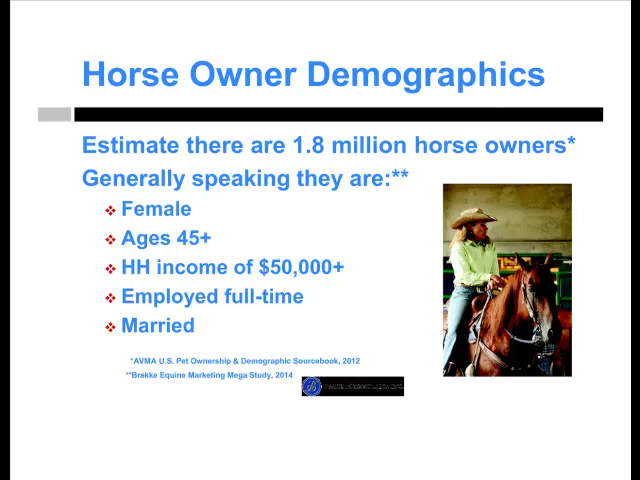 Horse Owner Demographics
Estimate there are 1.8 million horse owners*
Generally speaking they are:**
❖ Female
❖ Ages 45+
❖ HH income of $50,000+
❖ Employed full-time
❖ Married
*AVMA U.S. Pet Ownership & Demographic Sourcebook, 2012
**Brakke Equine Marketing Mega Study, 2014